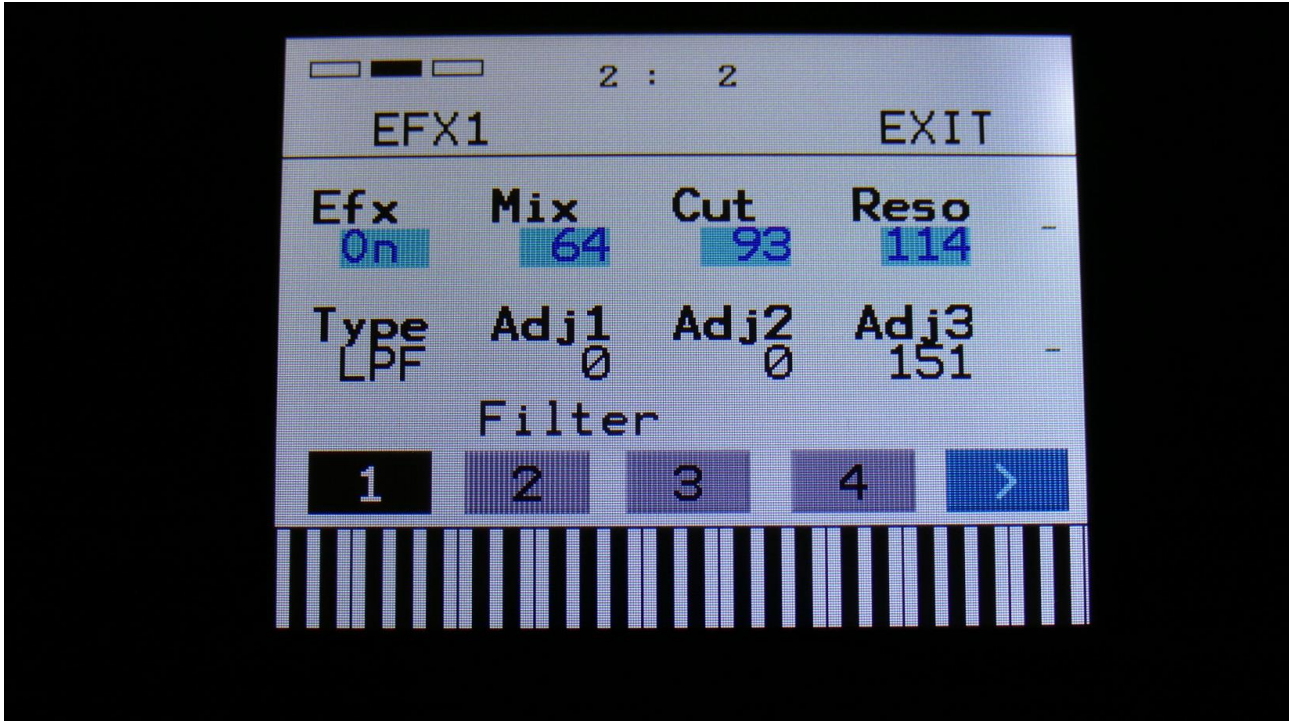 2 : 2
EFX1 EXIT
Efx Mix Cut Reso
On 64 93 114
Type Adj1 Adj2 Adj3
LPF 0 0 151
Filter
1 2 3 4 >